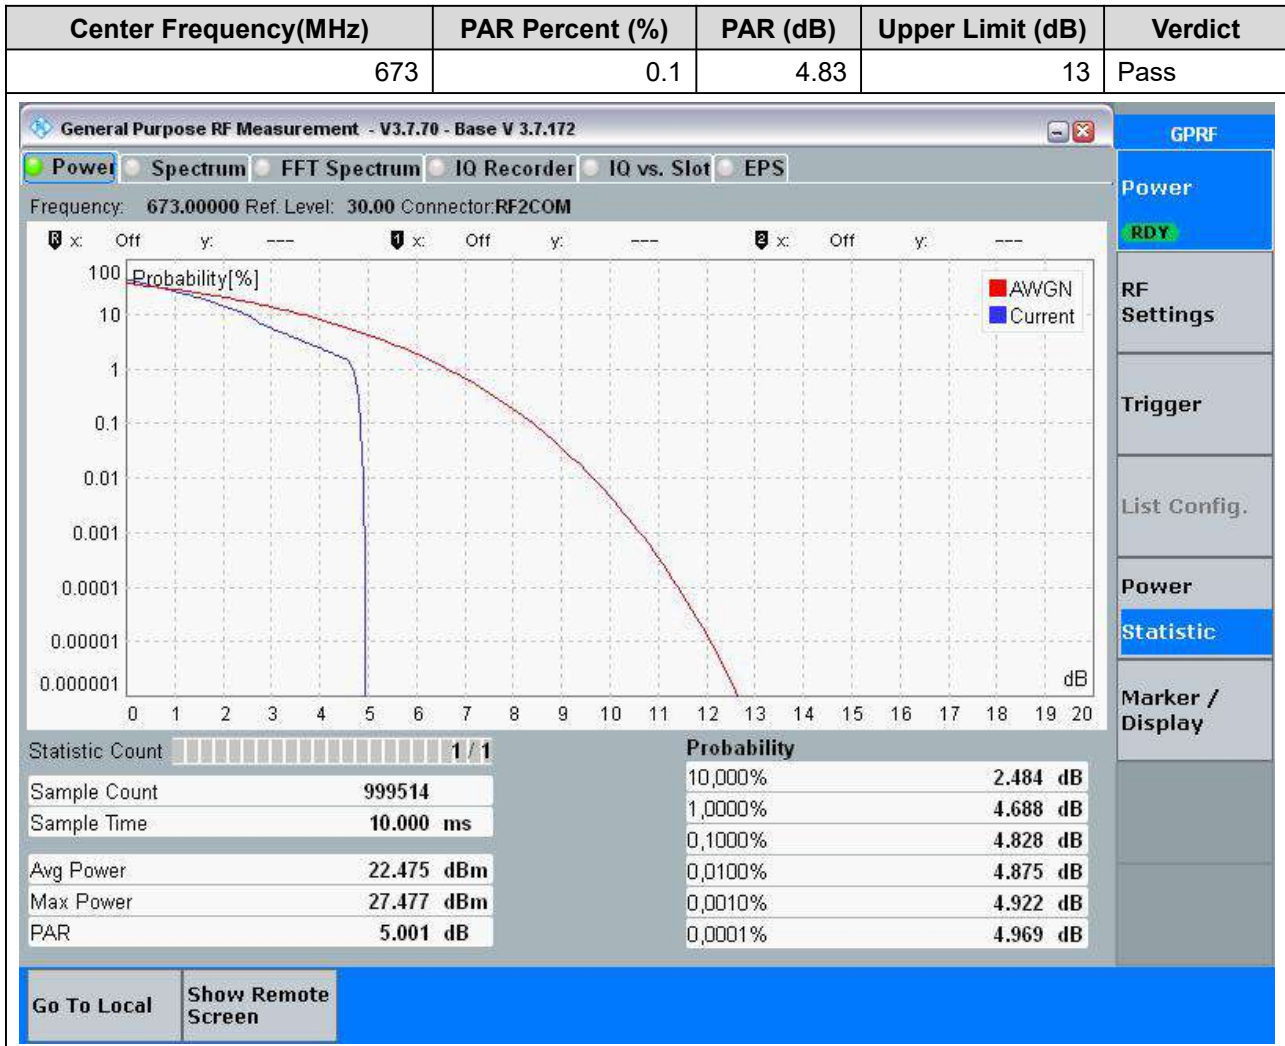 Center Frequency(MHz) PAR Percent (%) PAR (dB) Upper Limit (dB) Verdict
673 0.1 4.83 13 Pass
General Purpose RF Measurement - V3.7.70 - Base V 3.7.172
GPRF
Power Spectrum FFT Spectrum IQ Recorder IQ vs. Slot EPS
Power
RDY
Frequency: 673.00000 Ref. Level: 30.00 Connector:RF2COM
R x: Off y: --- 1 x: Off y: --- 2 x: Off y: ---
Probability[%]
AWGN
Current
100
10
1
0.1
0.01
0.001
0.0001
0.00001
0.000001
dB
0 1 2 3 4 5 6 7 8 9 10 11 12 13 14 15 16 17 18 19 20
RF
Settings
Trigger
List Config.
Power
Statistic
Marker /
Display
Statistic Count 1 / 1
Sample Count 999514
Sample Time 10.000 ms
Avg Power 22.475 dBm
Max Power 27.477 dBm
PAR 5.001 dB
Probability
10,000% 2.484 dB
1,0000% 4.688 dB
0,1000% 4.828 dB
0,0100% 4.875 dB
0,0010% 4.922 dB
0,0001% 4.969 dB
Go To Local
Show Remote
Screen